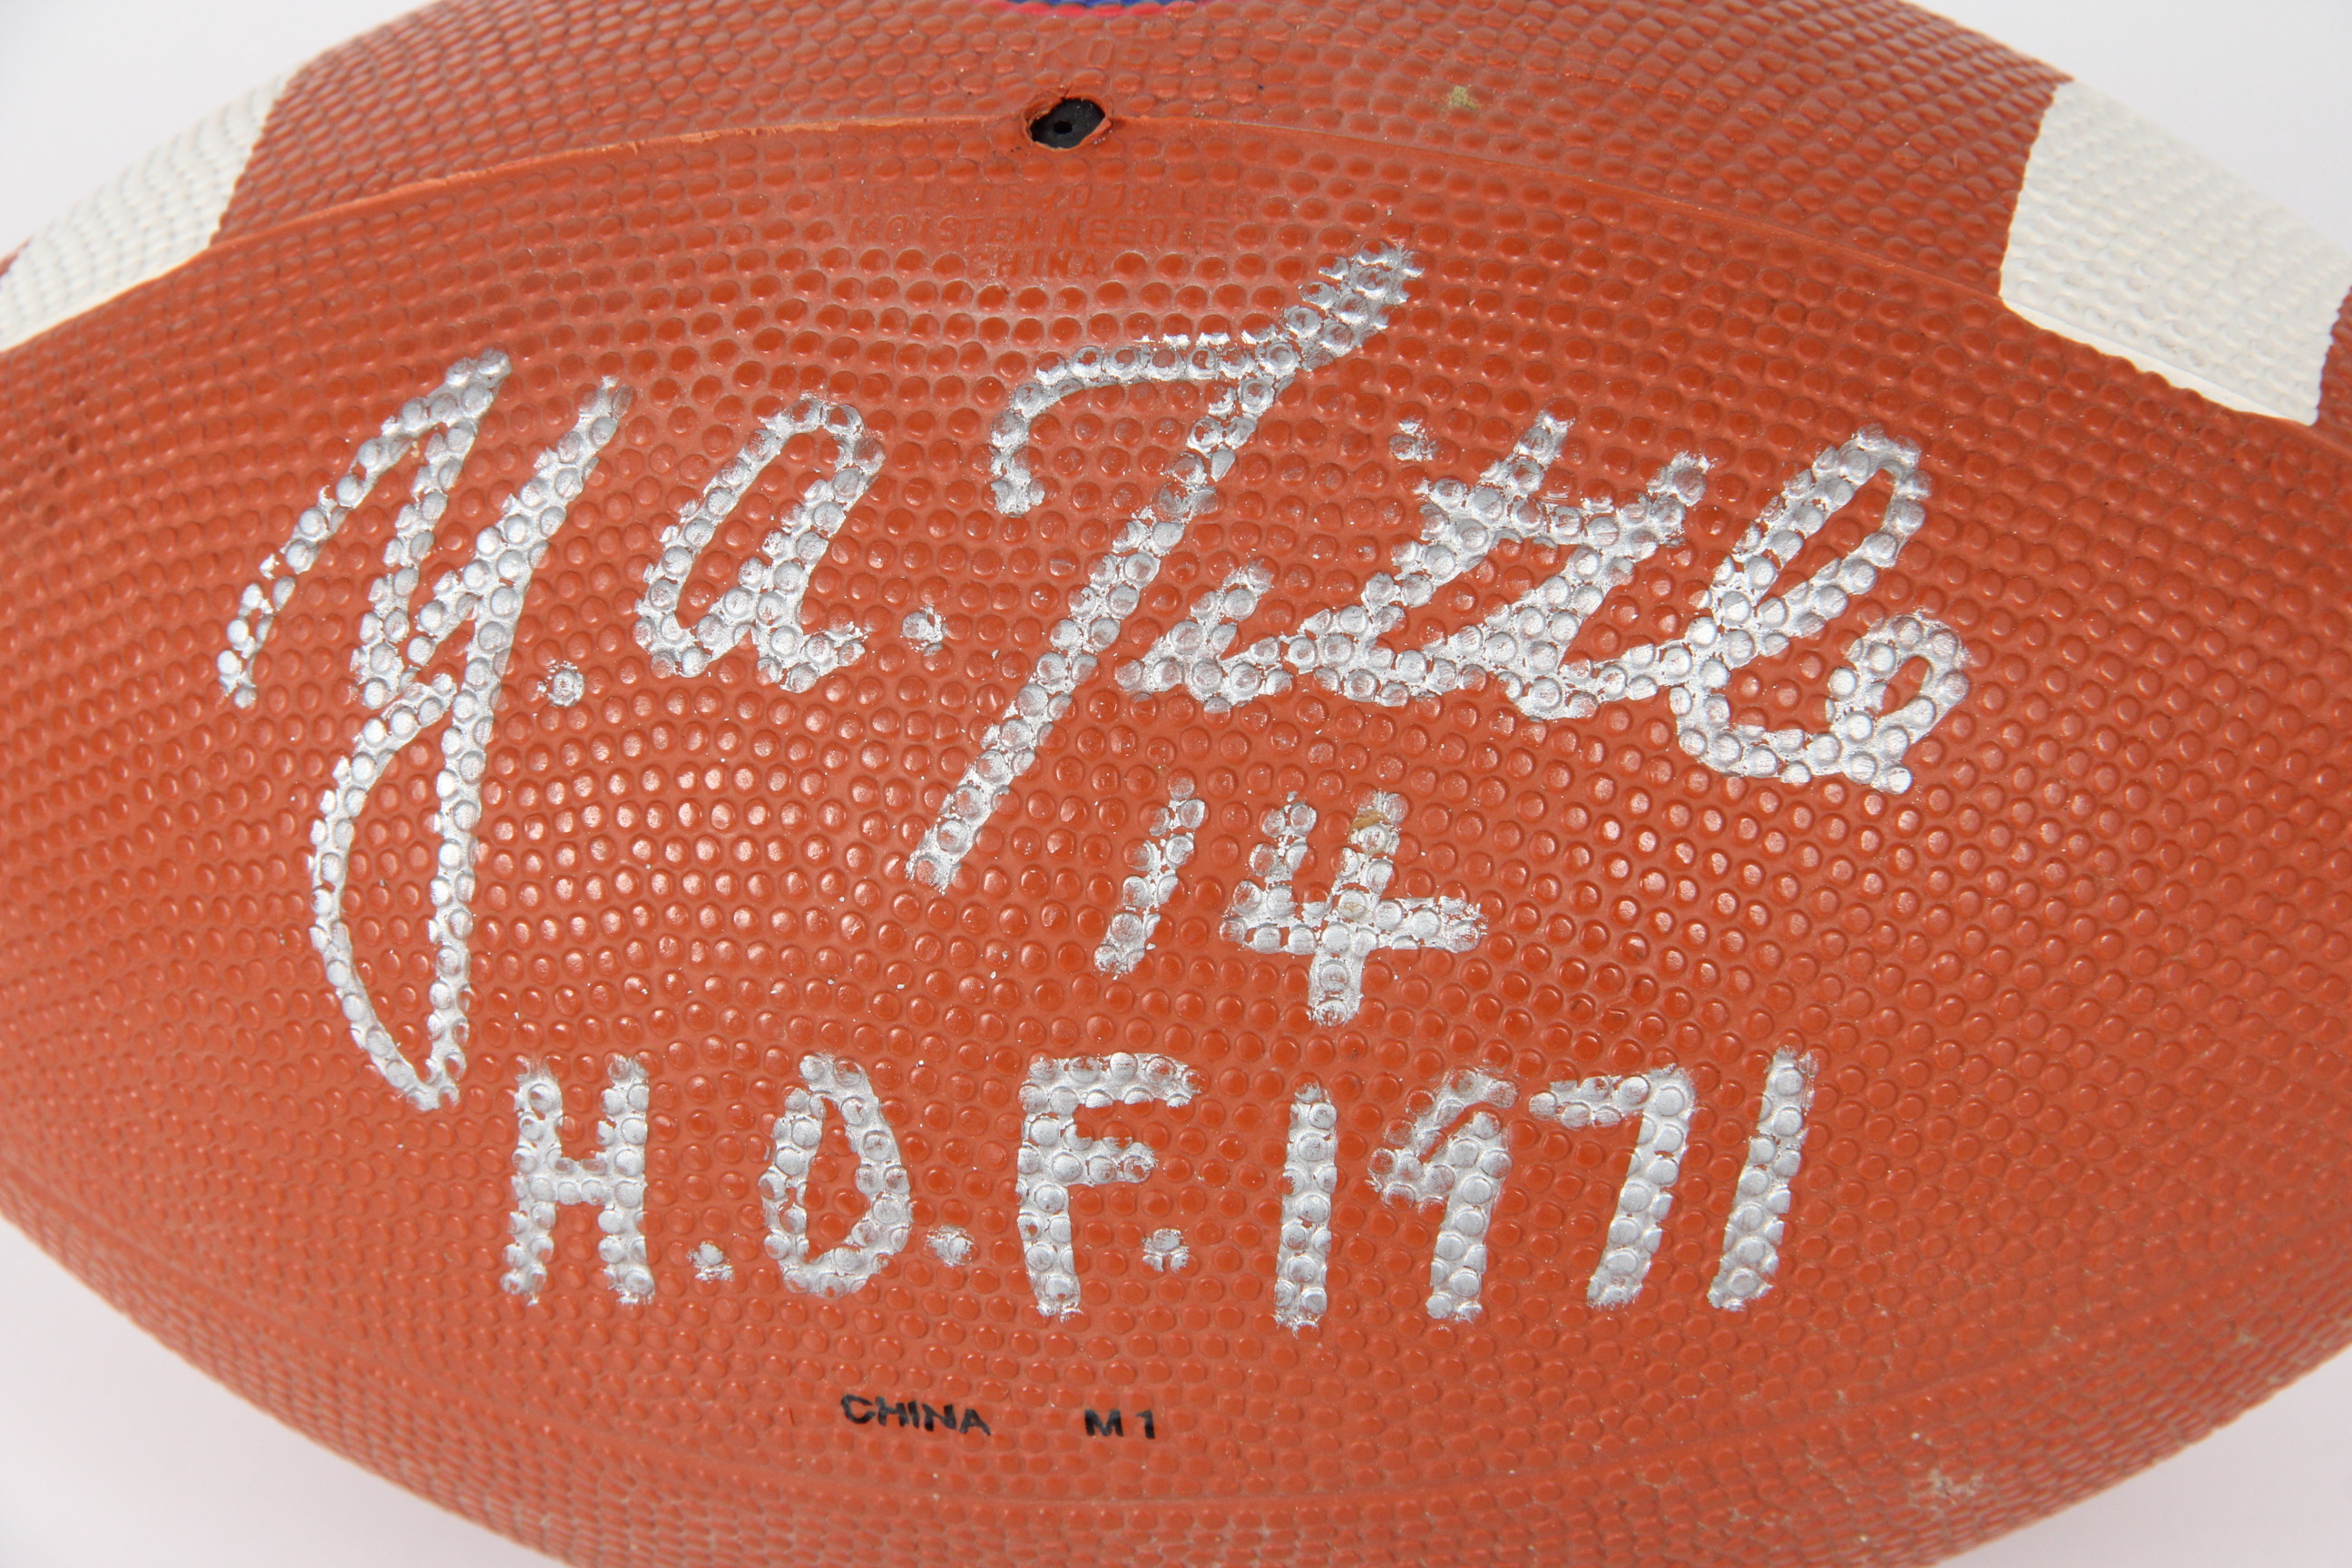 MOISTEN NEEDLE
CHINA
Y. A. Tittle
14
H.O.F. 1971
CHINA M1